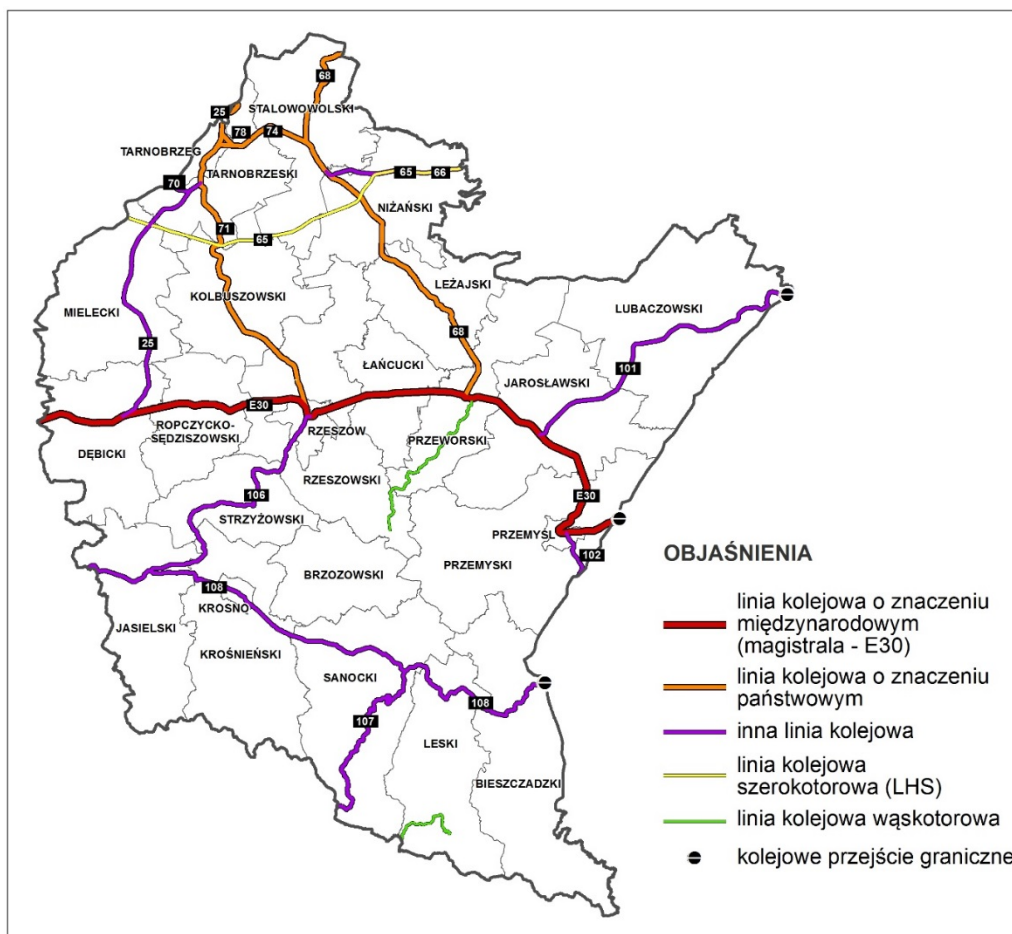 68
25
STALOWOWOLSKI
78
74
TARNOBRZEG
TARNOBRZESKI
65
66
70
NIŻAŃSKI
71
65
LEŻAJSKI
KOLBUSZOWSKI
LUBACZOWSKI
MIELECKI
68
25
ŁAŃCUCKI
101
JAROSŁAWSKI
E30
ROPCZYCKO-
SĘDZISZOWSKI
RZESZÓW
PRZEWORSKI
DĘBICKI
RZESZOWSKI
106
E30
STRZYŻOWSKI
PRZEMYŚL
102
BRZOZOWSKI
PRZEMYSKI
108
KROSNO
JASIELSKI
KROŚNIEŃSKI
SANOCKI
108
107
LESKI
BIESZCZADZKI
OBJAŚNIENIA
linia kolejowa o znaczeniu
międzynarodowym
(magistrala - E30)
linia kolejowa o znaczeniu
państwowym
inna linia kolejowa
linia kolejowa
szerokotorowa (LHS)
linia kolejowa wąskotorowa
kolejowe przejście graniczne